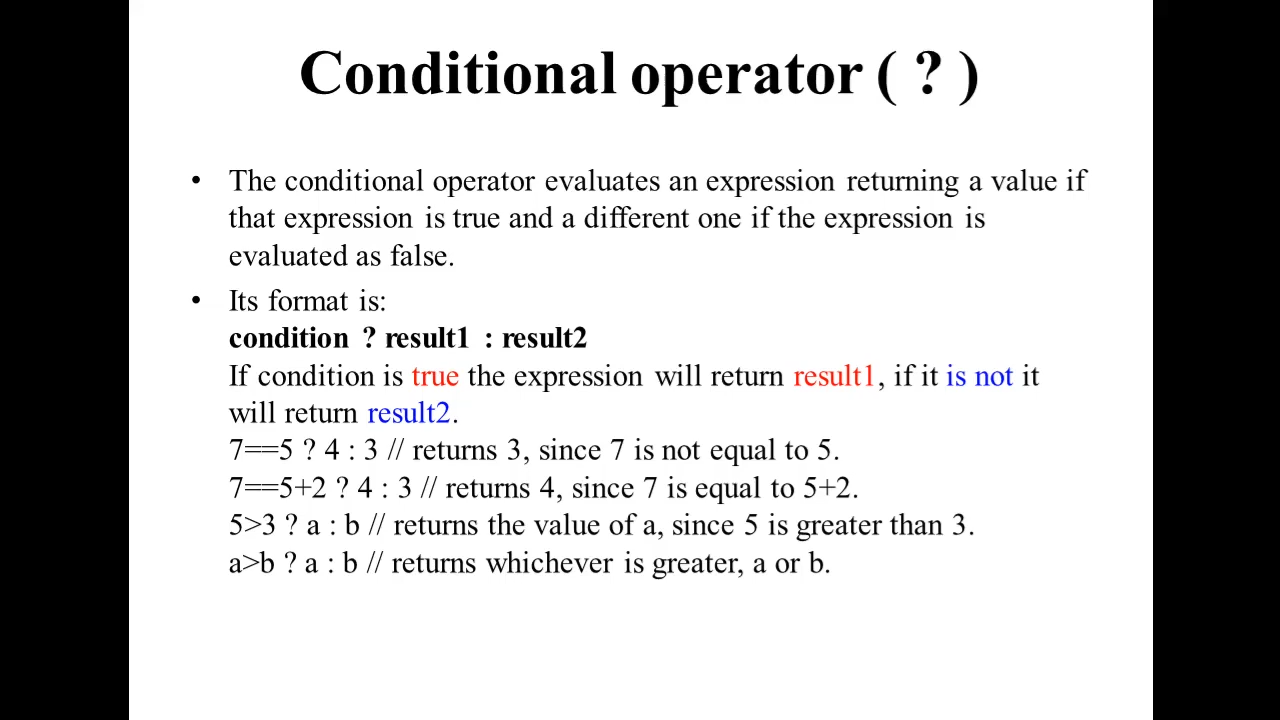 Conditional operator ( ? )
• The conditional operator evaluates an expression returning a value if
that expression is true and a different one if the expression is
evaluated as false.
• Its format is:
condition ? result1 : result2
If condition is true the expression will return result1, if it is not it
will return result2.
7==5 ? 4 : 3 // returns 3, since 7 is not equal to 5.
7==5+2 ? 4 : 3 // returns 4, since 7 is equal to 5+2.
5>3 ? a : b // returns the value of a, since 5 is greater than 3.
a>b ? a : b // returns whichever is greater, a or b.